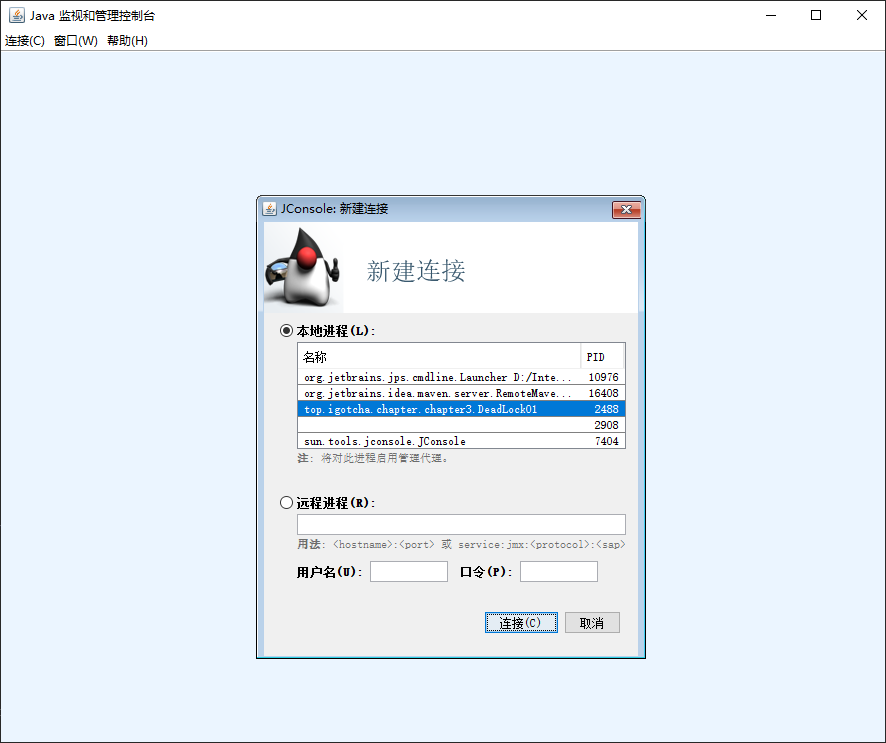 Java 监视和管理控制台
连接(C) 窗口(W) 帮助(H)
JConsole: 新建连接
新建连接
本地进程(L):
名称 PID
org.jetbrains.jps.cmdline.Launcher D:/Inte... 10976
org.jetbrains.idea.maven.server.RemoteMave... 16408
top.igotcha.chapter.chapter3.DeadLock01 2488
2908
sun.tools.jconsole.JConsole 7404
注: 将对此进程启用管理代理。
远程进程(R):
用法: <hostname>:<port> 或 service:jmx:<protocol>:<sap>
用户名(U): 口令(P):
连接(C) 取消